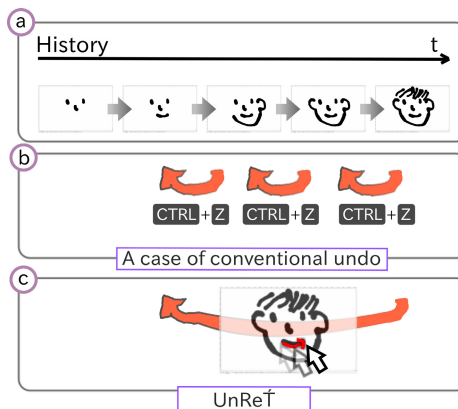 a
History t
b
CTRL+Z CTRL+Z CTRL+Z
A case of conventional undo
c
UnReT́